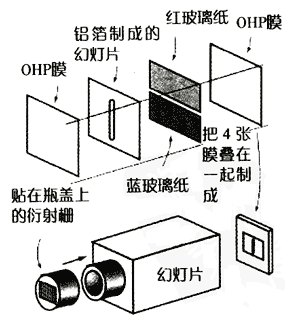 OHP膜
铝箔制成的
幻灯片
红玻璃纸
OHP膜
蓝玻璃纸
把4张
膜叠在
一起制
成
贴在瓶盖上
的衍射栅
幻灯片